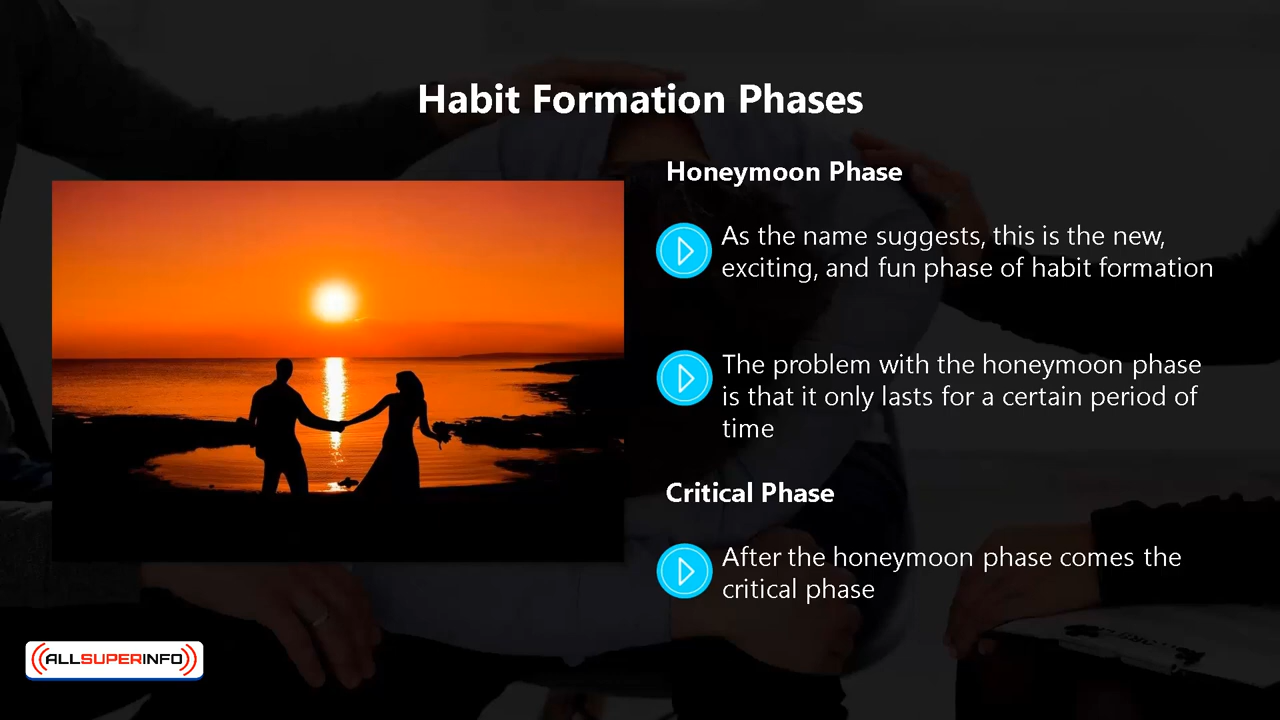 Habit Formation Phases
Honeymoon Phase
As the name suggests, this is the new,
exciting, and fun phase of habit formation
The problem with the honeymoon phase
is that it only lasts for a certain period of
time
Critical Phase
After the honeymoon phase comes the
critical phase
ALLSUPERINFO